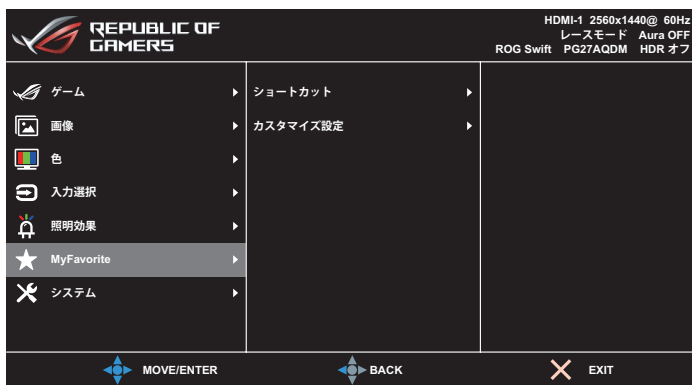 REPUBLIC OF
GAMERS
HDMI-1 2560x1440@ 60Hz
レースモード Aura OFF
ROG Swift PG27AQDM HDR オフ
ゲーム
画像
色
入力選択
照明効果
MyFavorite
システム
ショートカット
カスタマイズ設定
MOVE/ENTER
BACK
EXIT